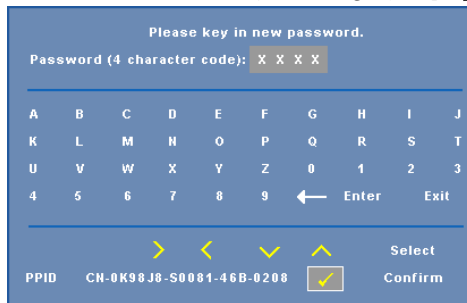 Please key in new password.
Password (4 character code): X X X X
A B C D E F G H I J
K L M N O P Q R S T
U V W X Y Z 0 1 2 3
4 5 6 7 8 9 ← Enter Exit
Select
PPID CN-0K98J8-S0081-46B-0208 ✓ Confirm